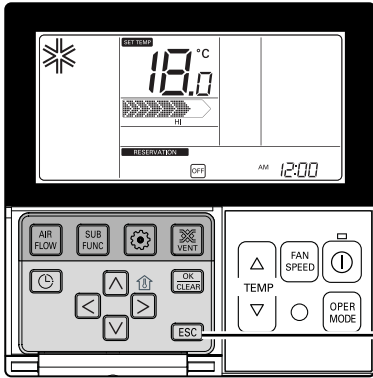 SET TEMP
18.0 °C
HI
RESERVATION
OFF
AM 12:00
AIR FLOW
SUB FUNC
VENT
OK CLEAR
ESC
TEMP
FAN SPEED
OPER MODE